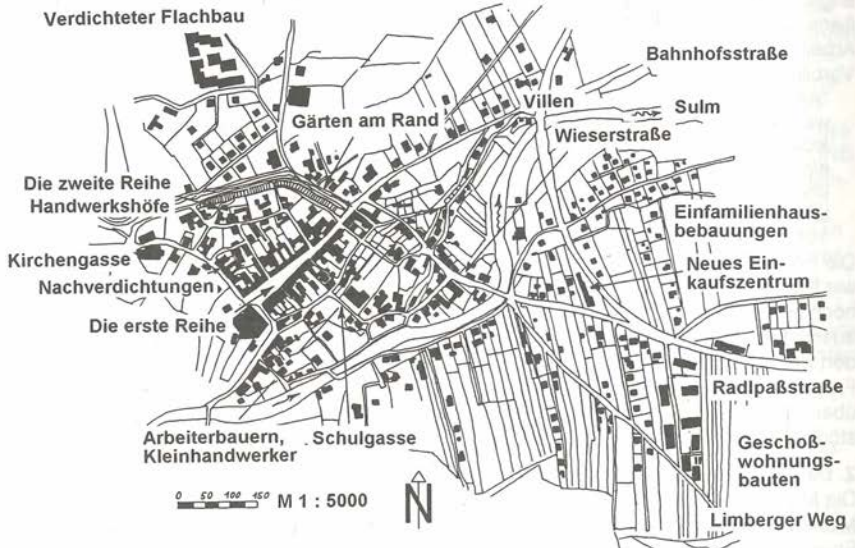 Verdichteter Flachbau
Bahnhofsstraße
Villen
Sulm
Gärten am Rand
Wieserstraße
Die zweite Reihe
Handwerkshöfe
Einfamilienhaus-
bebauungen
Kirchengasse
Neues Ein-
kaufszentrum
Nachverdichtungen
Die erste Reihe
Radlpaßstraße
Arbeiterbauern,
Kleinhandwerker
Schulgasse
Geschoß-
wohnungs-
bauten
0 50 100 150 M 1 : 5000
N
Limberger Weg